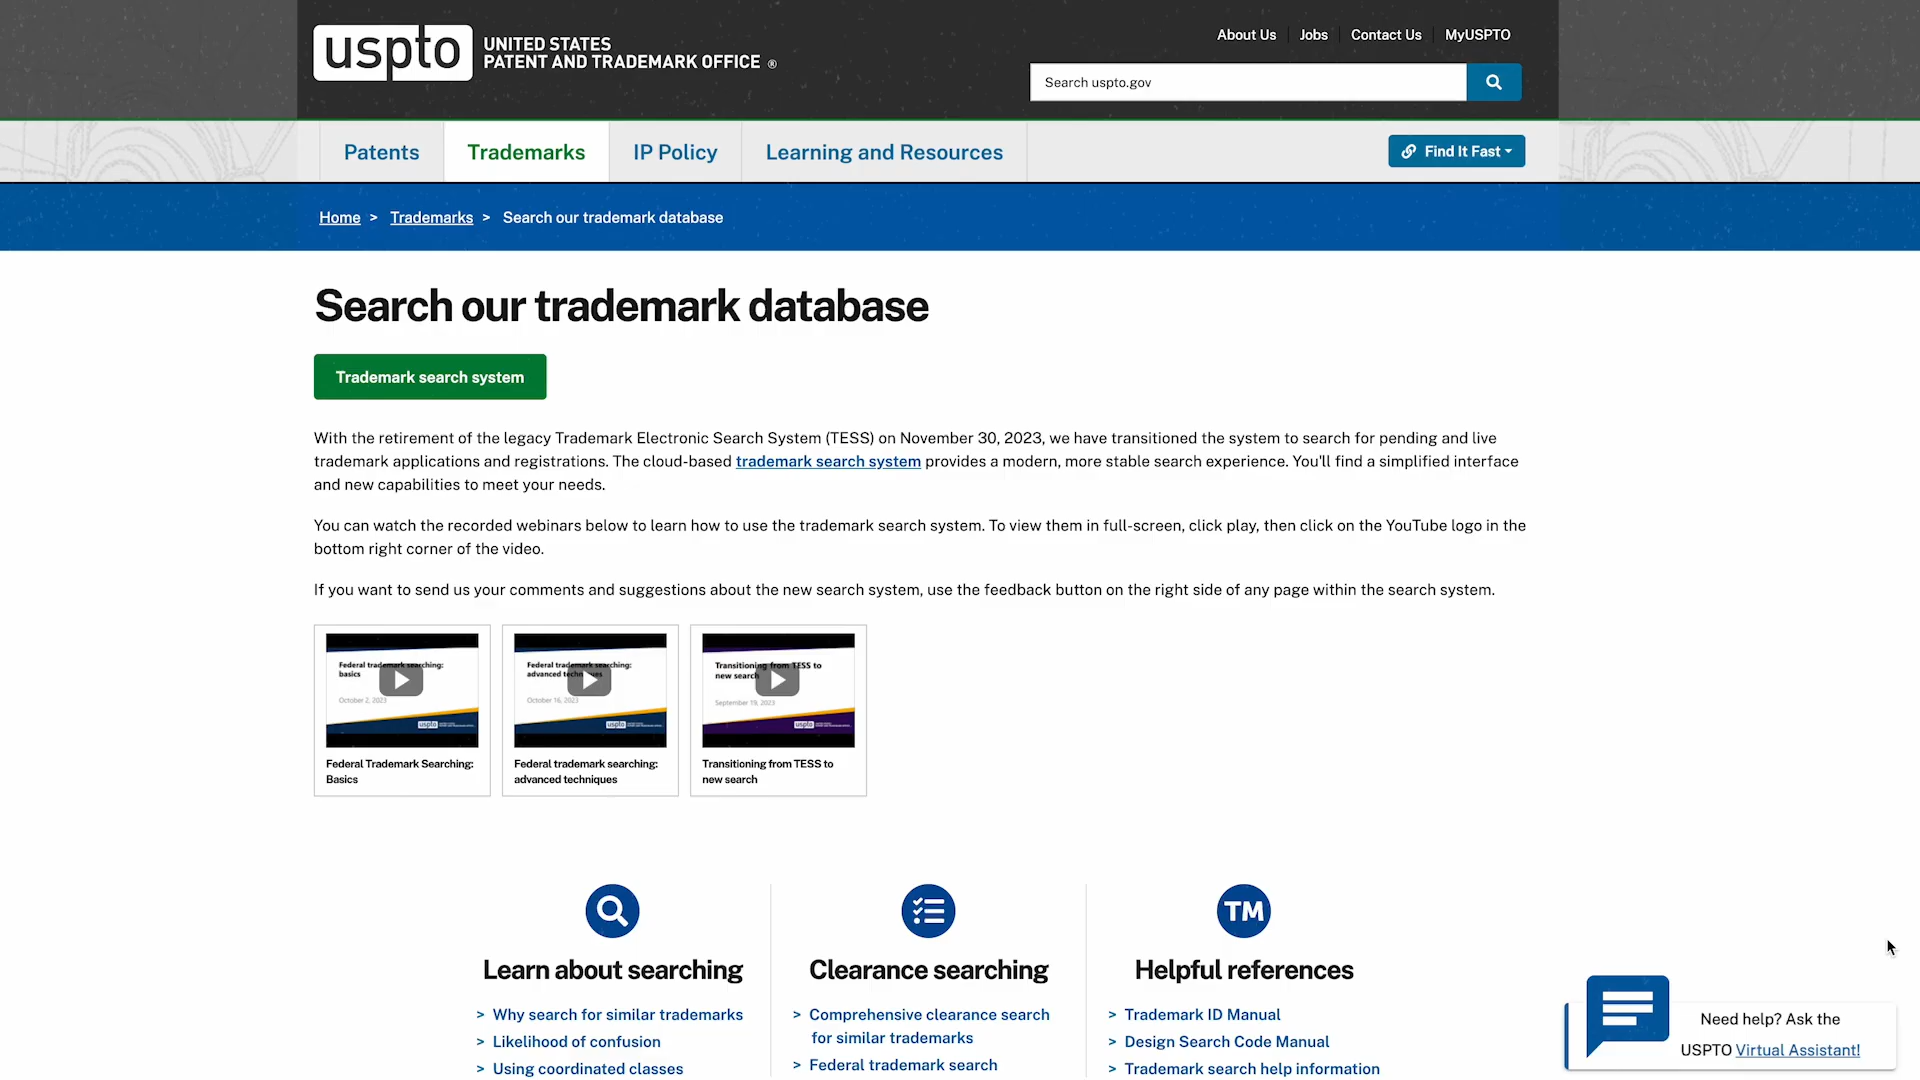 uspto UNITED STATES
PATENT AND TRADEMARK OFFICE ®
About Us Jobs Contact Us MyUSPTO
Search uspto.gov
Patents Trademarks IP Policy Learning and Resources Find It Fast
Home > Trademarks > Search our trademark database
Search our trademark database
Trademark search system
With the retirement of the legacy Trademark Electronic Search System (TESS) on November 30, 2023, we have transitioned the system to search for pending and live
trademark applications and registrations. The cloud-based trademark search system provides a modern, more stable search experience. You'll find a simplified interface
and new capabilities to meet your needs.
You can watch the recorded webinars below to learn how to use the trademark search system. To view them in full-screen, click play, then click on the YouTube logo in the
bottom right corner of the video.
If you want to send us your comments and suggestions about the new search system, use the feedback button on the right side of any page within the search system.
Federal trademark searching:
basics
October 2, 2023
uspto
Federal Trademark Searching:
Basics
Federal trademark searching:
advanced techniques
October 16, 2023
uspto
Federal trademark searching:
advanced techniques
Transitioning from TESS to
new search
September 19, 2023
uspto
Transitioning from TESS to
new search
Learn about searching
> Why search for similar trademarks
> Likelihood of confusion
> Using coordinated classes
Clearance searching
> Comprehensive clearance search
for similar trademarks
> Federal trademark search
TM
Helpful references
> Trademark ID Manual
> Design Search Code Manual
> Trademark search help information
Need help? Ask the
USPTO Virtual Assistant!